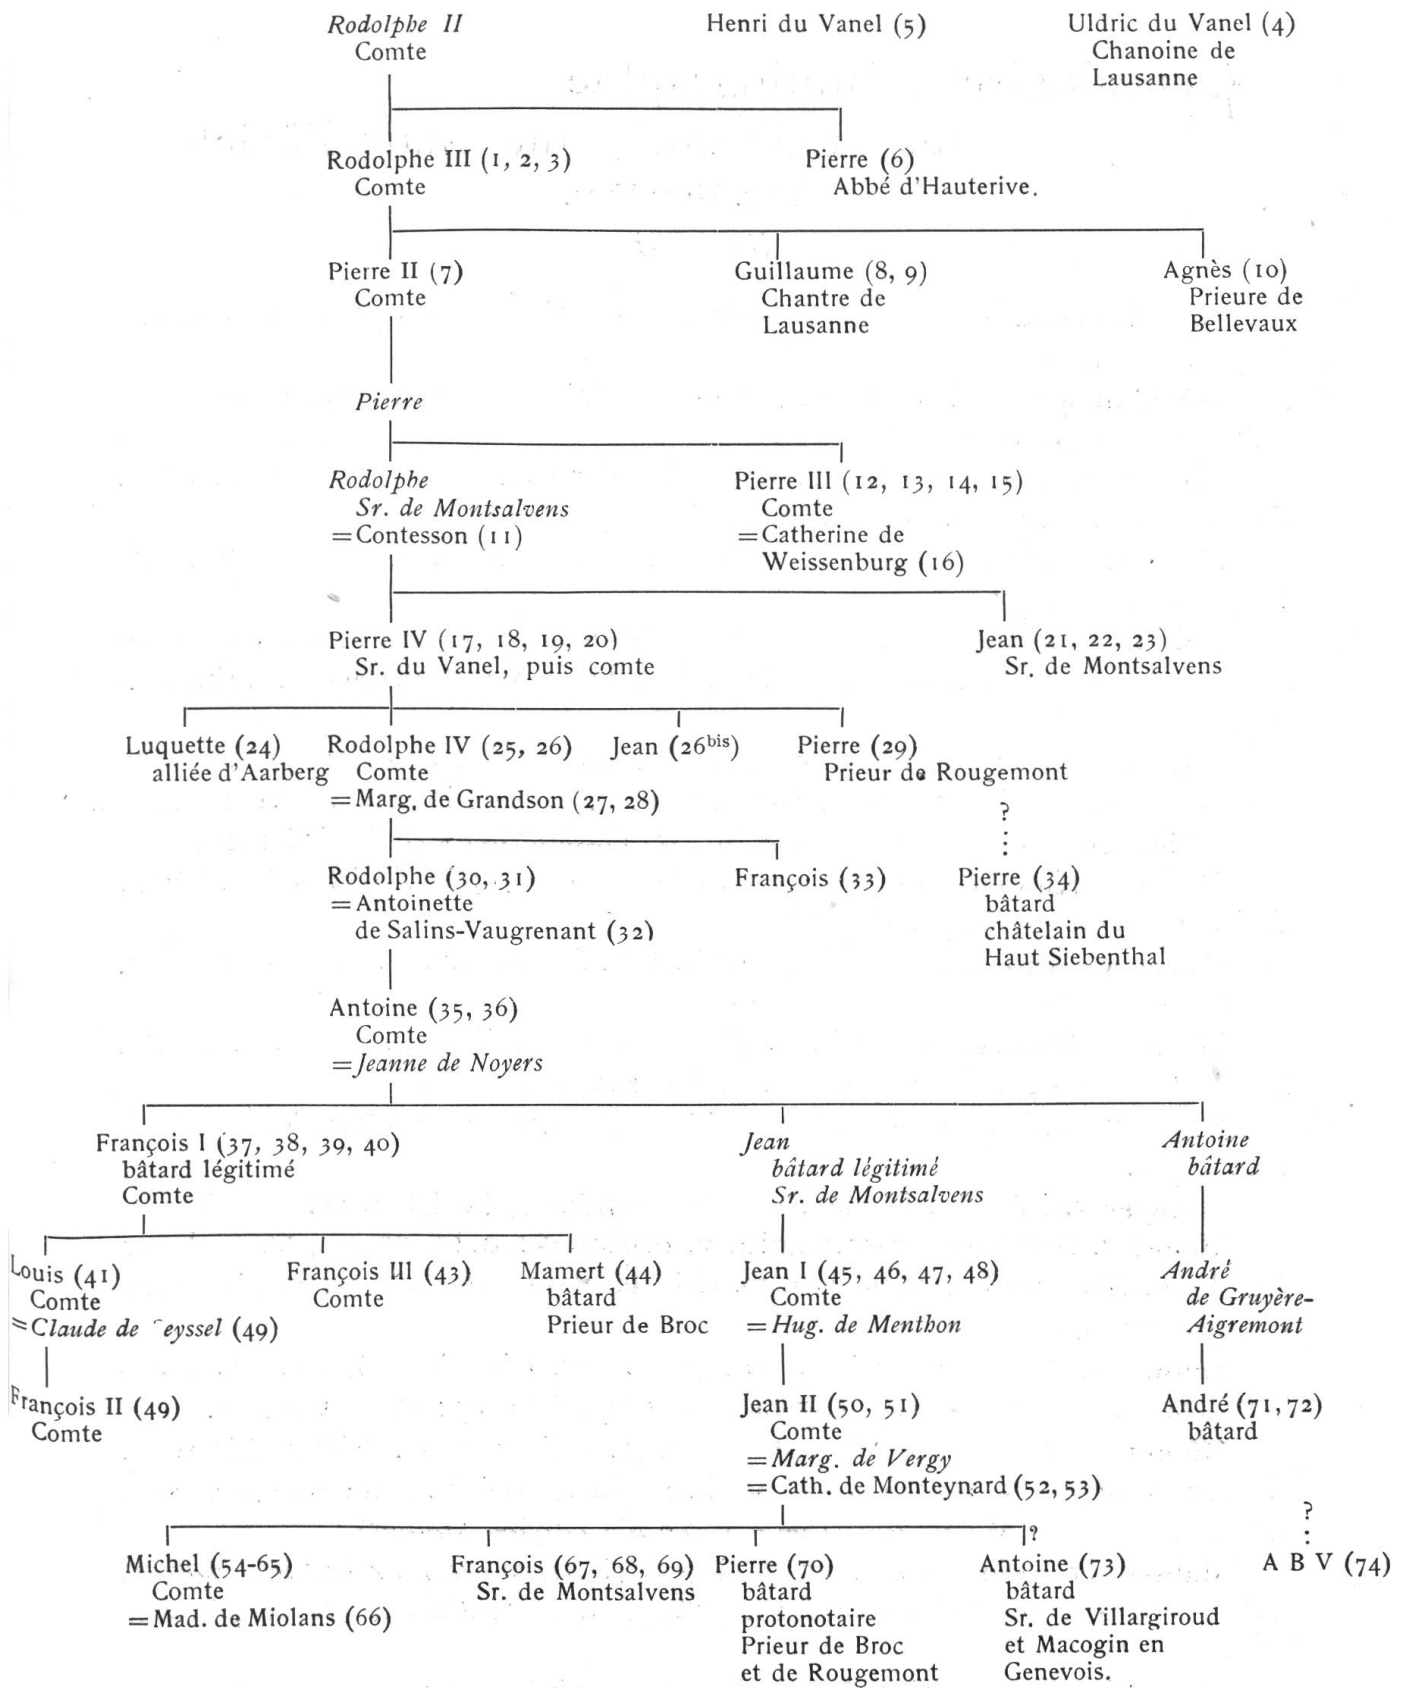 Rodolphe II
Comte
Henri du Vanel (5)
Uldric du Vanel (4)
Chanoine de
Lausanne
Rodolphe III (1, 2, 3)
Comte
Pierre (6)
Abbé d'Hauterive.
Pierre II (7)
Comte
Guillaume (8, 9)
Chantre de
Lausanne
Agnès (10)
Prieure de
Bellevaux
Pierre
Rodolphe
Sr. de Montsalvens
=Contesson (11)
Pierre III (12, 13, 14, 15)
Comte
=Catherine de
Weissenburg (16)
Pierre IV (17, 18, 19, 20)
Sr. du Vanel, puis comte
Jean (21, 22, 23)
Sr. de Montsalvens
Luquette (24)
alliée d'Aarberg
Rodolphe IV (25, 26)
Comte
=Marg. de Grandson (27, 28)
Jean (26bis)
Pierre (29)
Prieur de Rougemont
?
Rodolphe (30, 31)
=Antoinette
de Salins-Vaugrenant (32)
François (33)
Pierre (34)
bâtard
châtelain du
Haut Siebenthal
Antoine (35, 36)
Comte
=Jeanne de Noyers
François I (37, 38, 39, 40)
bâtard légitimé
Comte
Jean
bâtard légitimé
Sr. de Montsalvens
Antoine
bâtard
Louis (41)
Comte
=Claude de eyssel (49)
François III (43)
Comte
Mamert (44)
bâtard
Prieur de Broc
Jean I (45, 46, 47, 48)
Comte
=Hug. de Menthon
André
de Gruyère-
Aigremont
François II (49)
Comte
Jean II (50, 51)
Comte
=Marg. de Vergy
=Cath. de Monteynard (52, 53)
André (71, 72)
bâtard
Michel (54-65)
Comte
=Mad. de Miolans (66)
François (67, 68, 69)
Sr. de Montsalvens
Pierre (70)
bâtard
protonotaire
Prieur de Broc
et de Rougemont
?
Antoine (73)
bâtard
Sr. de Villargiroud
et Macogin en
Genevois.
?
A B V (74)